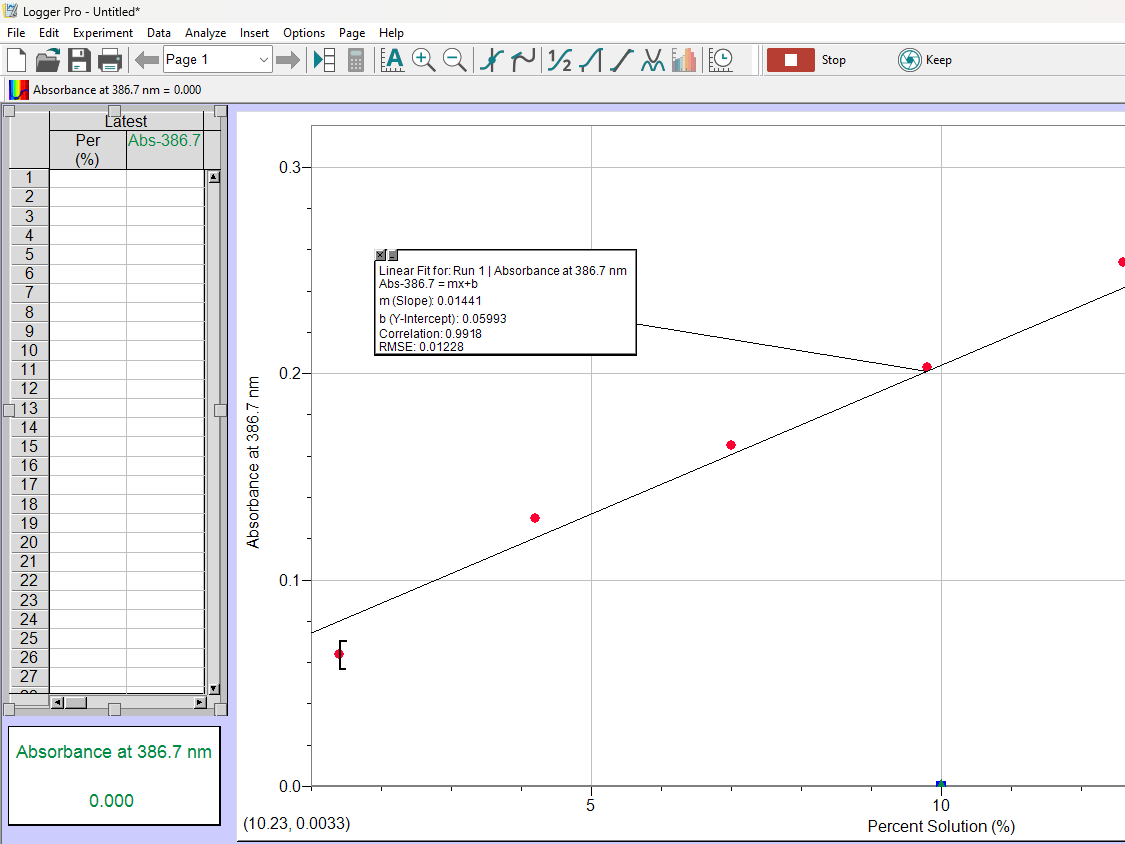 Logger Pro - Untitled*
File Edit Experiment Data Analyze Insert Options Page Help
Page 1 Stop Keep
Absorbance at 386.7 nm = 0.000
Latest
Per Abs-386.7
(%)
1
2
3
4
5
6
7
8
9
10
11
12
13
14
15
16
17
18
19
20
21
22
23
24
25
26
27
Absorbance at 386.7 nm
0.000
0.3
0.2
0.1
0.0
Absorbance at 386.7 nm
Linear Fit for: Run 1 | Absorbance at 386.7 nm
Abs-386.7 = mx+b
m (Slope): 0.01441
b (Y-Intercept): 0.05993
Correlation: 0.9918
RMSE: 0.01228
5 10
(10.23, 0.0033)
Percent Solution (%)